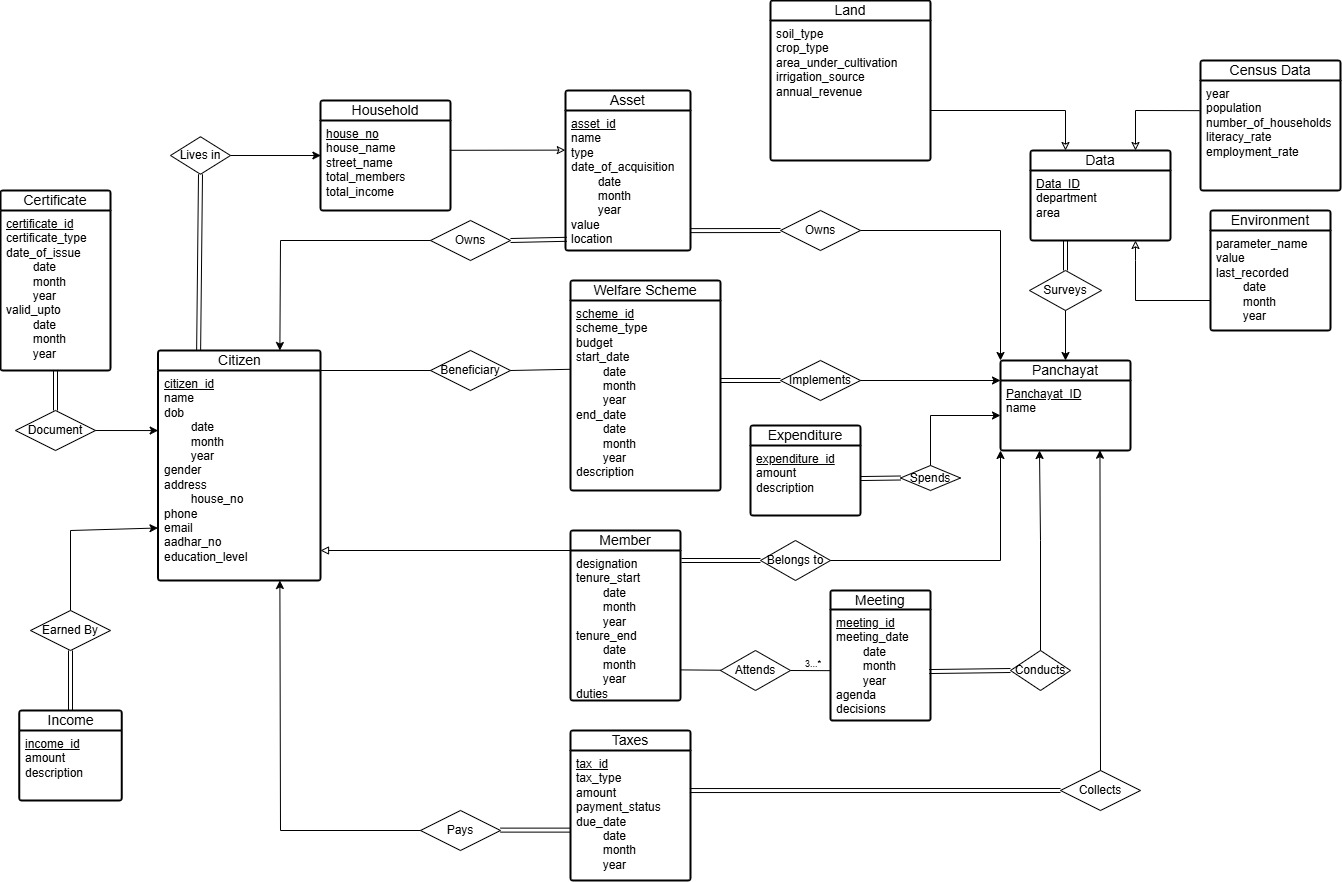 Land
soil_type
crop_type
area_under_cultivation
irrigation_source
annual_revenue
Census Data
year
population
number_of_households
literacy_rate
employment_rate
Asset
asset_id
name
type
date_of_acquisition
date
month
year
value
location
Household
house_no
house_name
street_name
total_members
total_income
Lives in
Data
Data_ID
department
area
Certificate
certificate_id
certificate_type
date_of_issue
date
month
year
valid_upto
date
month
year
Owns
Owns
Environment
parameter_name
value
last_recorded
date
month
year
Surveys
Welfare Scheme
scheme_id
scheme_type
budget
start_date
date
month
year
end_date
date
month
year
description
Citizen
citizen_id
name
dob
date
month
year
gender
address
house_no
phone
email
aadhar_no
education_level
Beneficiary
Implements
Panchayat
Panchayat_ID
name
Document
Expenditure
expenditure_id
amount
description
Spends
Member
designation
tenure_start
date
month
year
tenure_end
date
month
year
duties
Belongs to
Meeting
meeting_id
meeting_date
date
month
year
agenda
decisions
Earned By
Attends
3...*
Conducts
Income
income_id
amount
description
Taxes
tax_id
tax_type
amount
payment_status
due_date
date
month
year
Collects
Pays